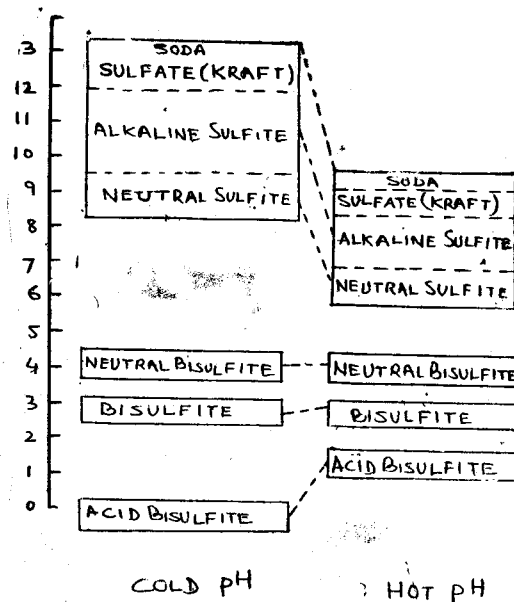 3
12
11
10
9
8
7
6
5
4
3
2
1
0
SODA
SULFATE (KRAFT)
ALKALINE SULFITE
NEUTRAL SULFITE
NEUTRAL BISULFITE
BISULFITE
ACID BISULFITE
COLD pH
SODA
SULFATE (KRAFT)
ALKALINE SULFITE
NEUTRAL SULFITE
NEUTRAL BISULFITE
BISULFITE
ACID BISULFITE
HOT pH